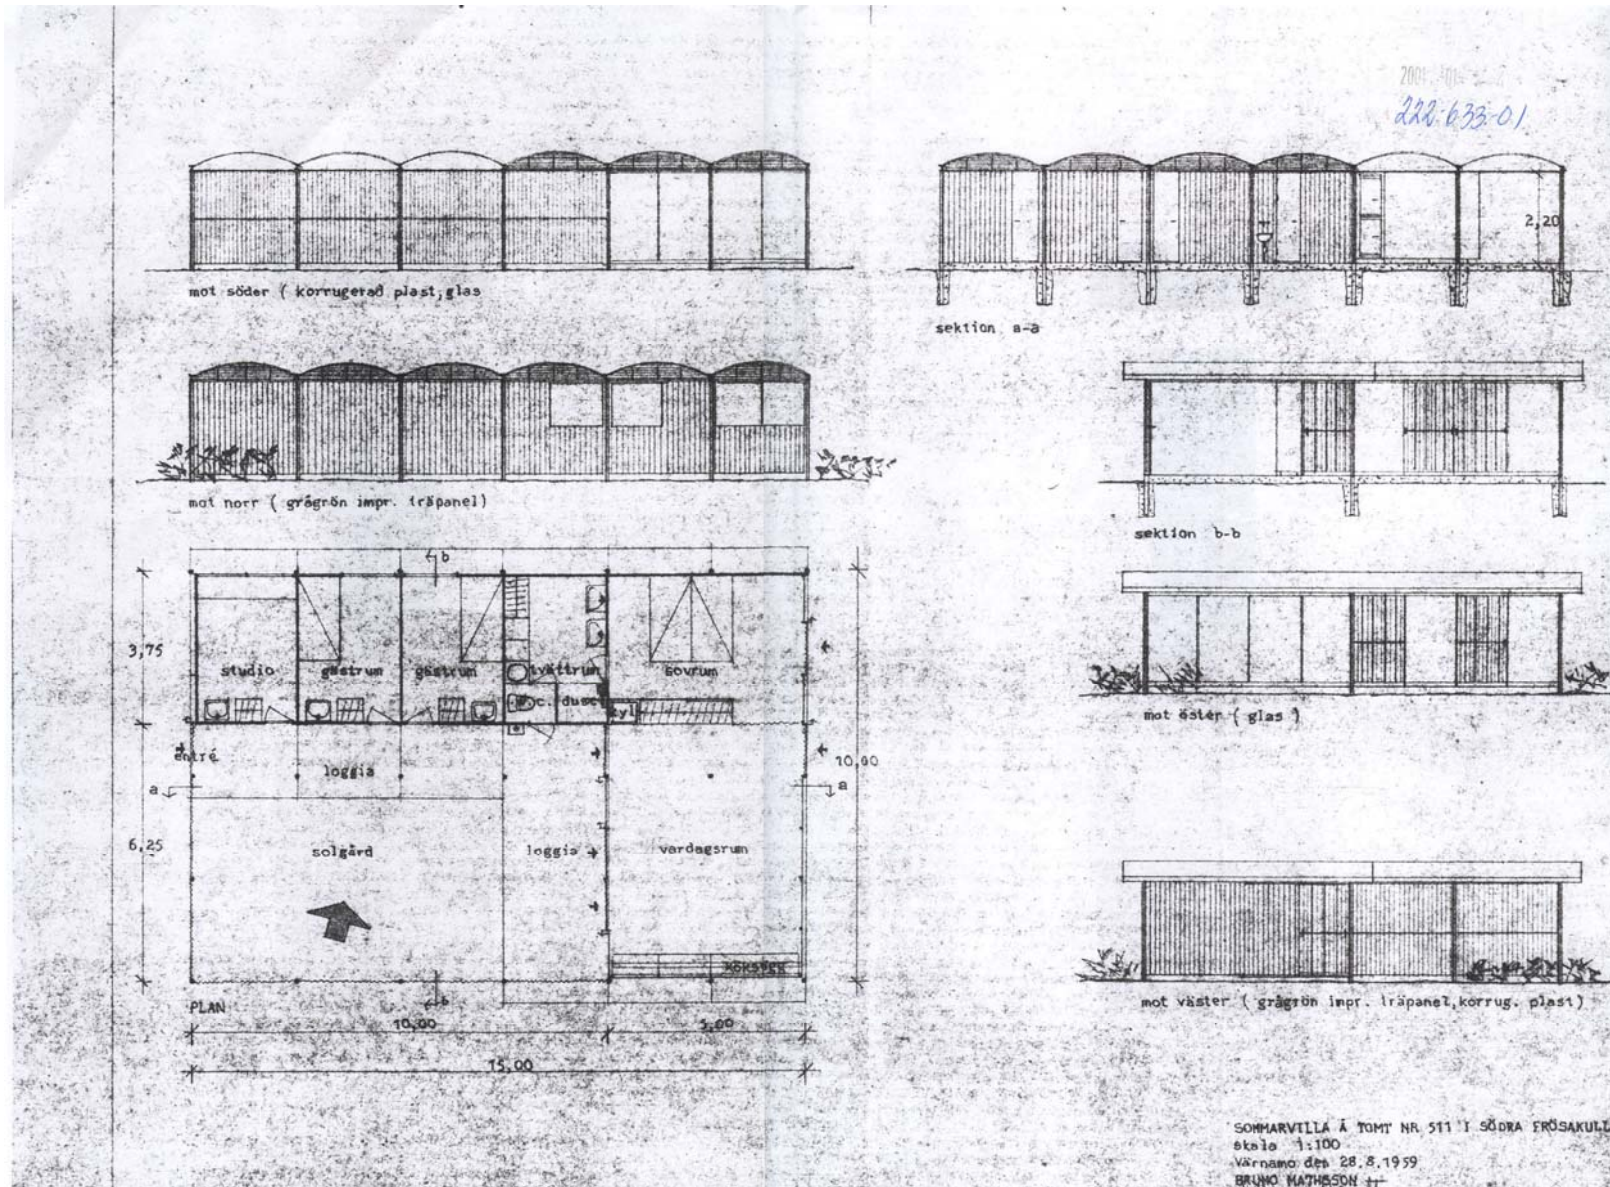 222-633-01
mot söder ( korrugerad plast,glas
2,20
sektion a-a
mot norr ( grågrön impr. träpanel)
sektion b-b
b
3,75
studio
gästrum
gästrum
tvättrum
sovrum
w.c. dusch
kyl
mot öster ( glas )
entré
loggia
10,00
a
a
6,25
solgård
loggia
vardagsrum
köksvägg
b
PLAN
10,00
5,00
15,00
mot väster ( grågrön impr. träpanel,korrug. plast)
SOMMARVILLA Å TOMT NR 511 I SÖDRA FRÖSAKULL
skala 1:100
Värnamo den 28.8.1959
BRUNO MATHSSON